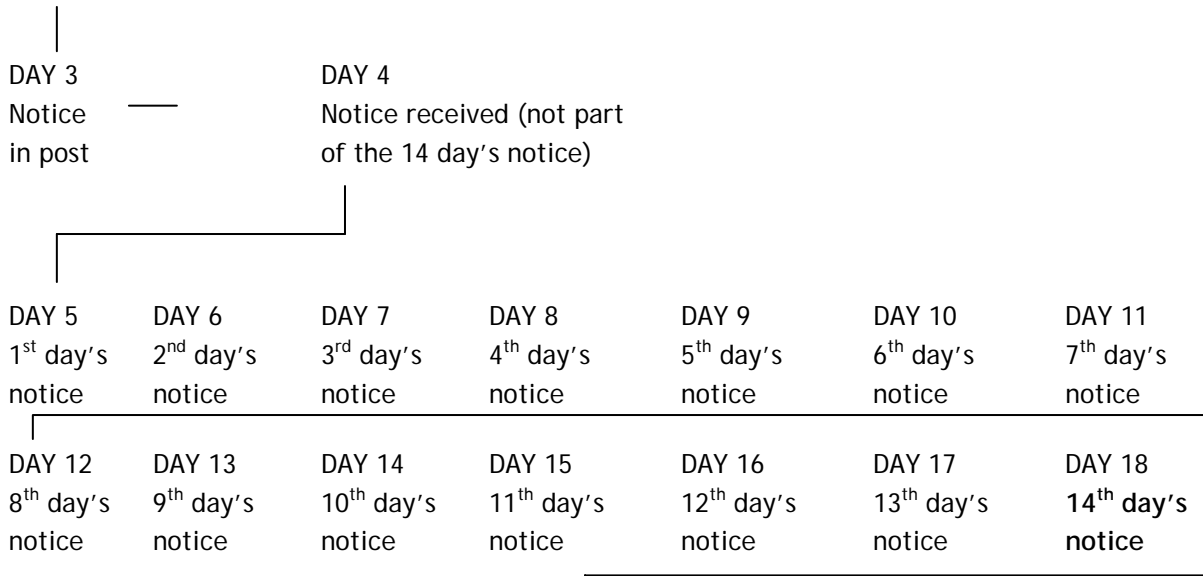 DAY 3 DAY 4
Notice Notice received (not part
in post of the 14 day's notice)
DAY 5 DAY 6 DAY 7 DAY 8 DAY 9 DAY 10 DAY 11
1st day's 2nd day's 3rd day's 4th day's 5th day's 6th day's 7th day's
notice notice notice notice notice notice notice
DAY 12 DAY 13 DAY 14 DAY 15 DAY 16 DAY 17 DAY 18
8th day's 9th day's 10th day's 11th day's 12th day's 13th day's 14th day's
notice notice notice notice notice notice notice